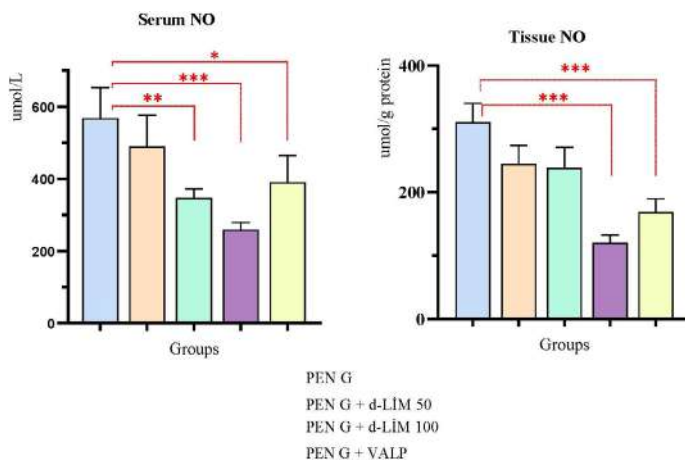 Serum NO
umol/L
600
400
200
0
*
***
**
Groups
Tissue NO
umol/g protein
400
200
0
***
***
Groups
PEN G
PEN G + d-LİM 50
PEN G + d-LİM 100
PEN G + VALP